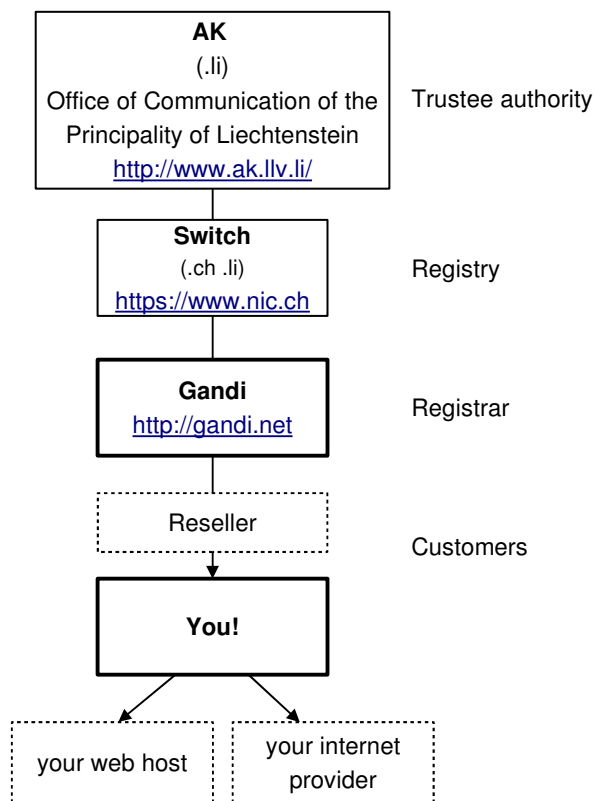 AK
(.li)
Office of Communication of the
Principality of Liechtenstein
http://www.ak.llv.li/
Trustee authority
Switch
(.ch .li)
https://www.nic.ch
Registry
Gandi
http://gandi.net
Registrar
Reseller
Customers
You!
your web host
your internet
provider